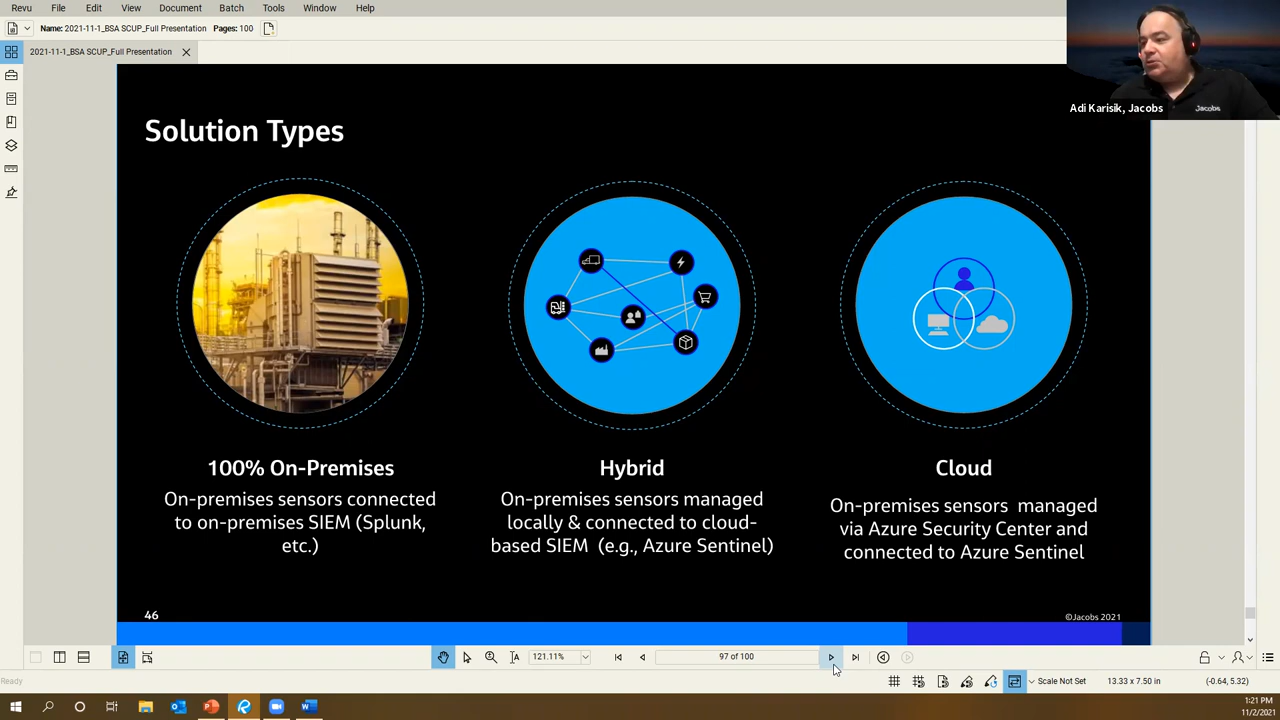 Revu File Edit View Document Batch Tools Window Help
Name: 2021-11-1_BSA SCUP_Full Presentation Pages: 100
2021-11-1_BSA SCUP_Full Presentation
Jacobs
Adi Karisik, Jacobs
Solution Types
100% On-Premises
On-premises sensors connected
to on-premises SIEM (Splunk,
etc.)
Hybrid
On-premises sensors managed
locally & connected to cloud-
based SIEM (e.g., Azure Sentinel)
Cloud
On-premises sensors managed
via Azure Security Center and
connected to Azure Sentinel
46
©Jacobs 2021
121.11%
97 of 100
Ready
Scale Not Set
13.33 x 7.50 in
(-0.64, 5.32)
1:21 PM
11/2/2021